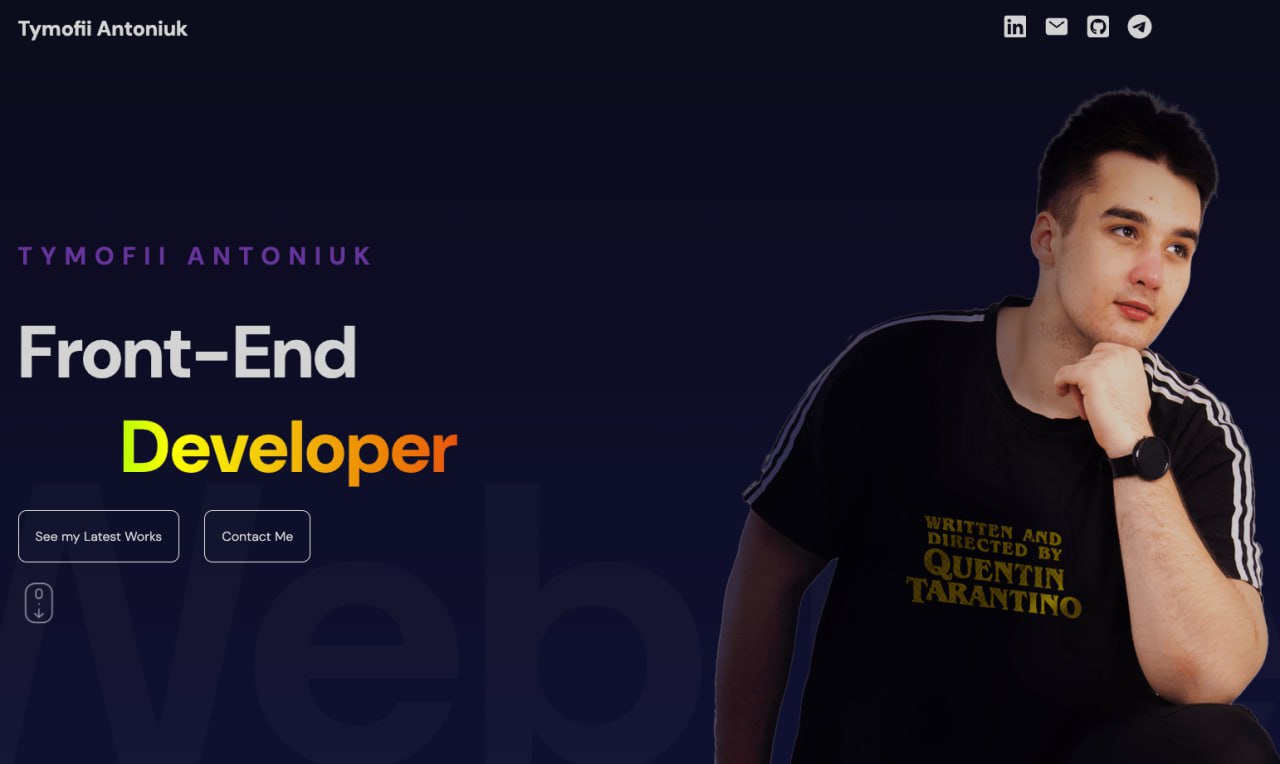 Tymofii Antoniuk
in
TYMOFII ANTONIUK
Front-End
Developer
See my Latest Works
Contact Me
Web
WRITTEN AND
DIRECTED BY
QUENTIN
TARANTINO